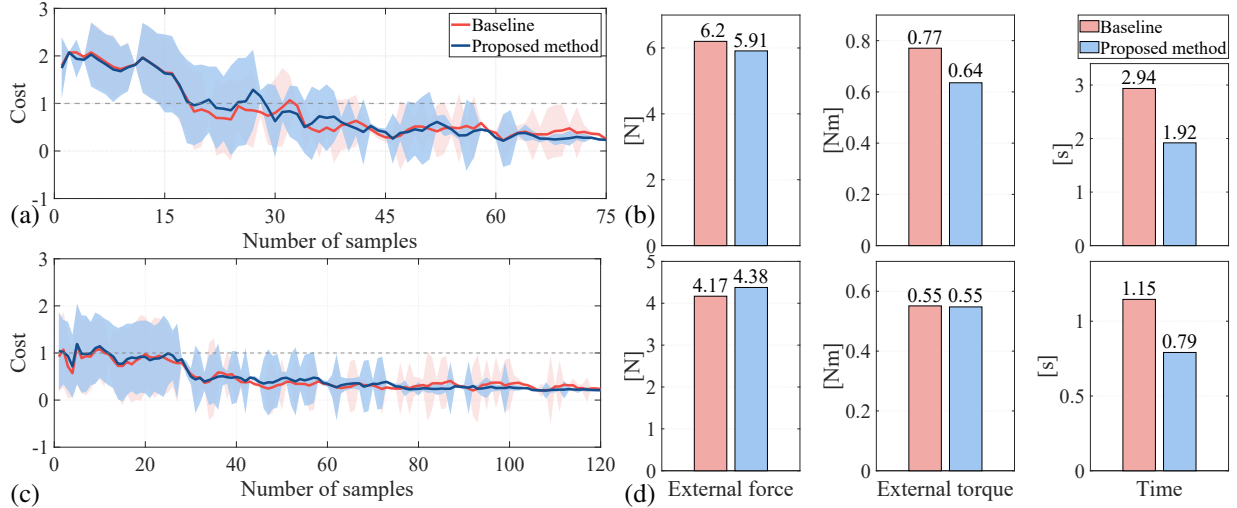 3
2
1
0
-1
Cost
Baseline
Proposed method
0
15
30
45
60
75
Number of samples
(a)
6
4
2
0
[N]
6.2
5.91
(b)
0.8
0.6
0.4
0.2
0
[Nm]
0.77
0.64
Baseline
Proposed method
3
2
1
0
[s]
2.94
1.92
3
2
1
0
-1
Cost
0
20
40
60
80
100
120
Number of samples
(c)
5
4
3
2
1
0
[N]
4.17
4.38
External force
(d)
0.6
0.4
0.2
0
[Nm]
0.55
0.55
External torque
1
0
[s]
1.15
0.79
Time